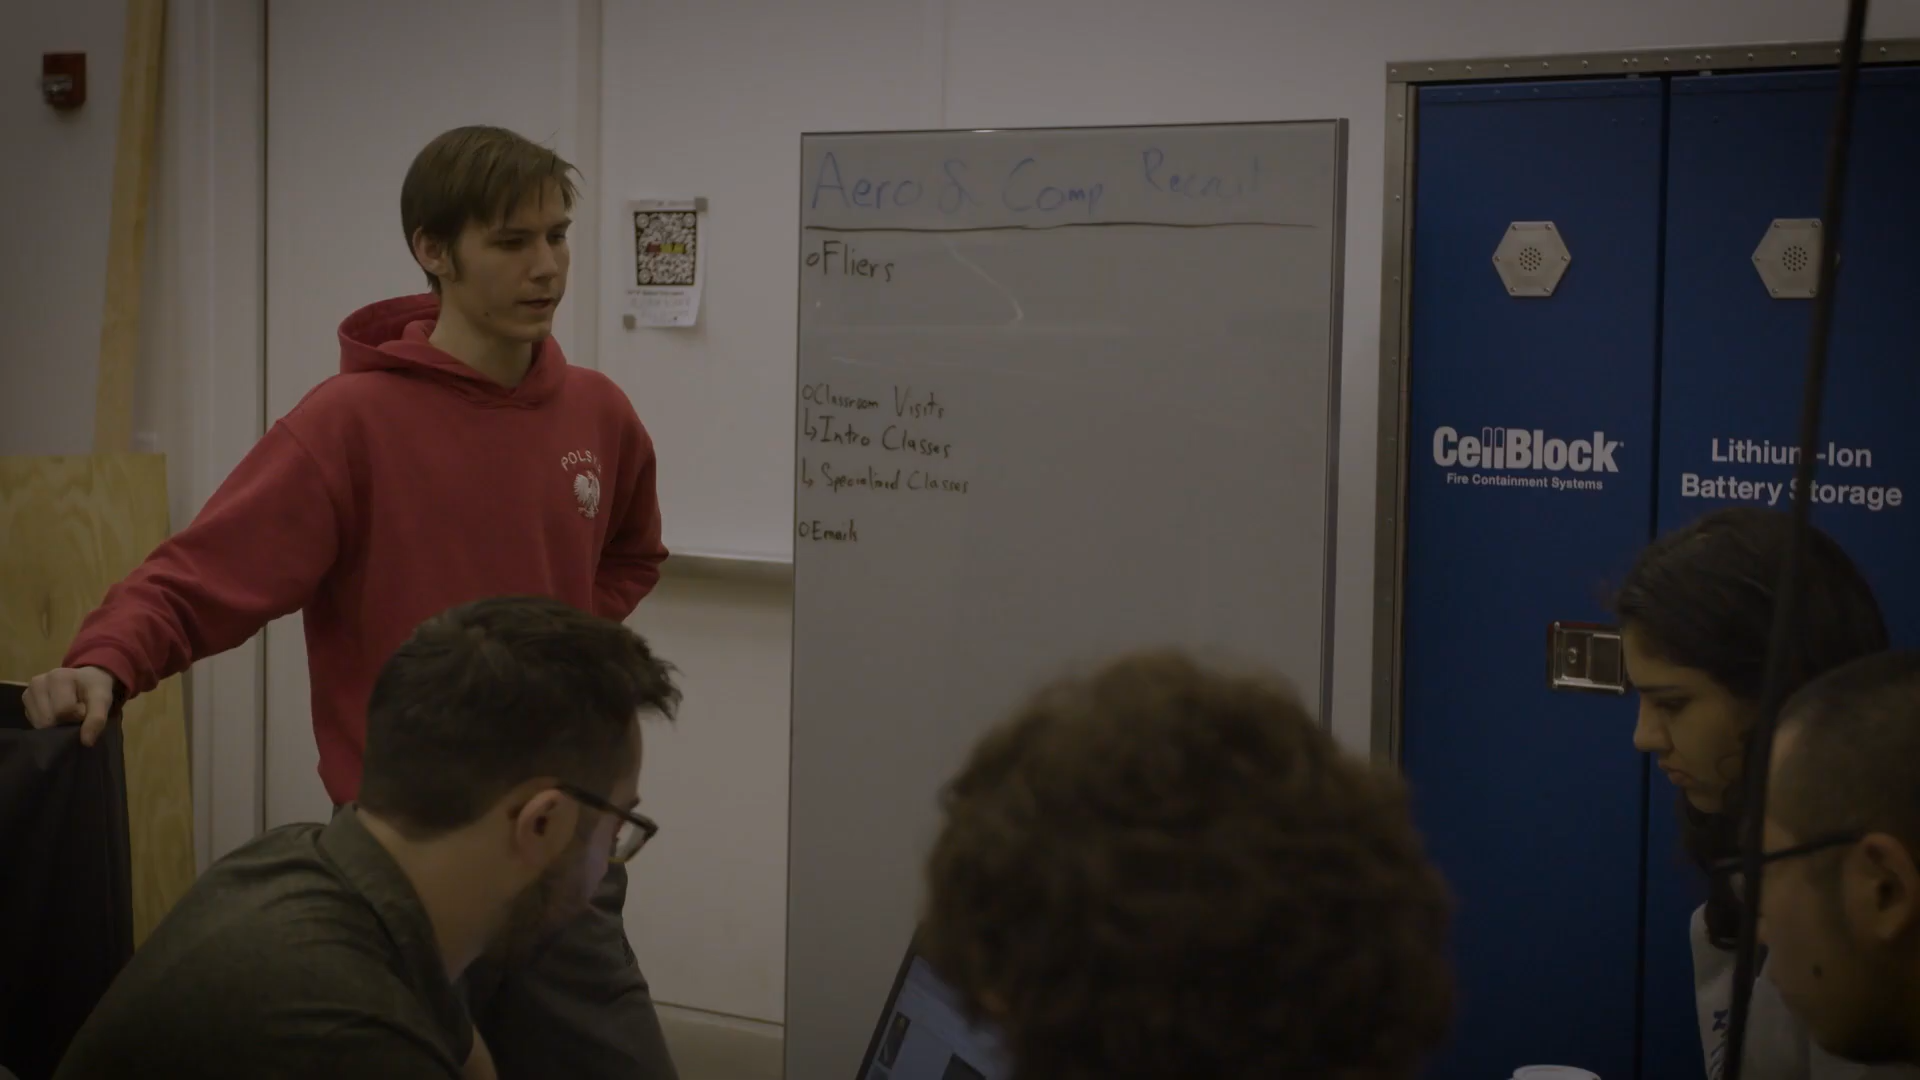 Aero & Comp Recruit
Fliers
Classroom Visits
↳ Intro Classes
↳ Specialized Classes
Emails
POLSKA
CellBlock
Fire Containment Systems
Lithium-Ion
Battery Storage